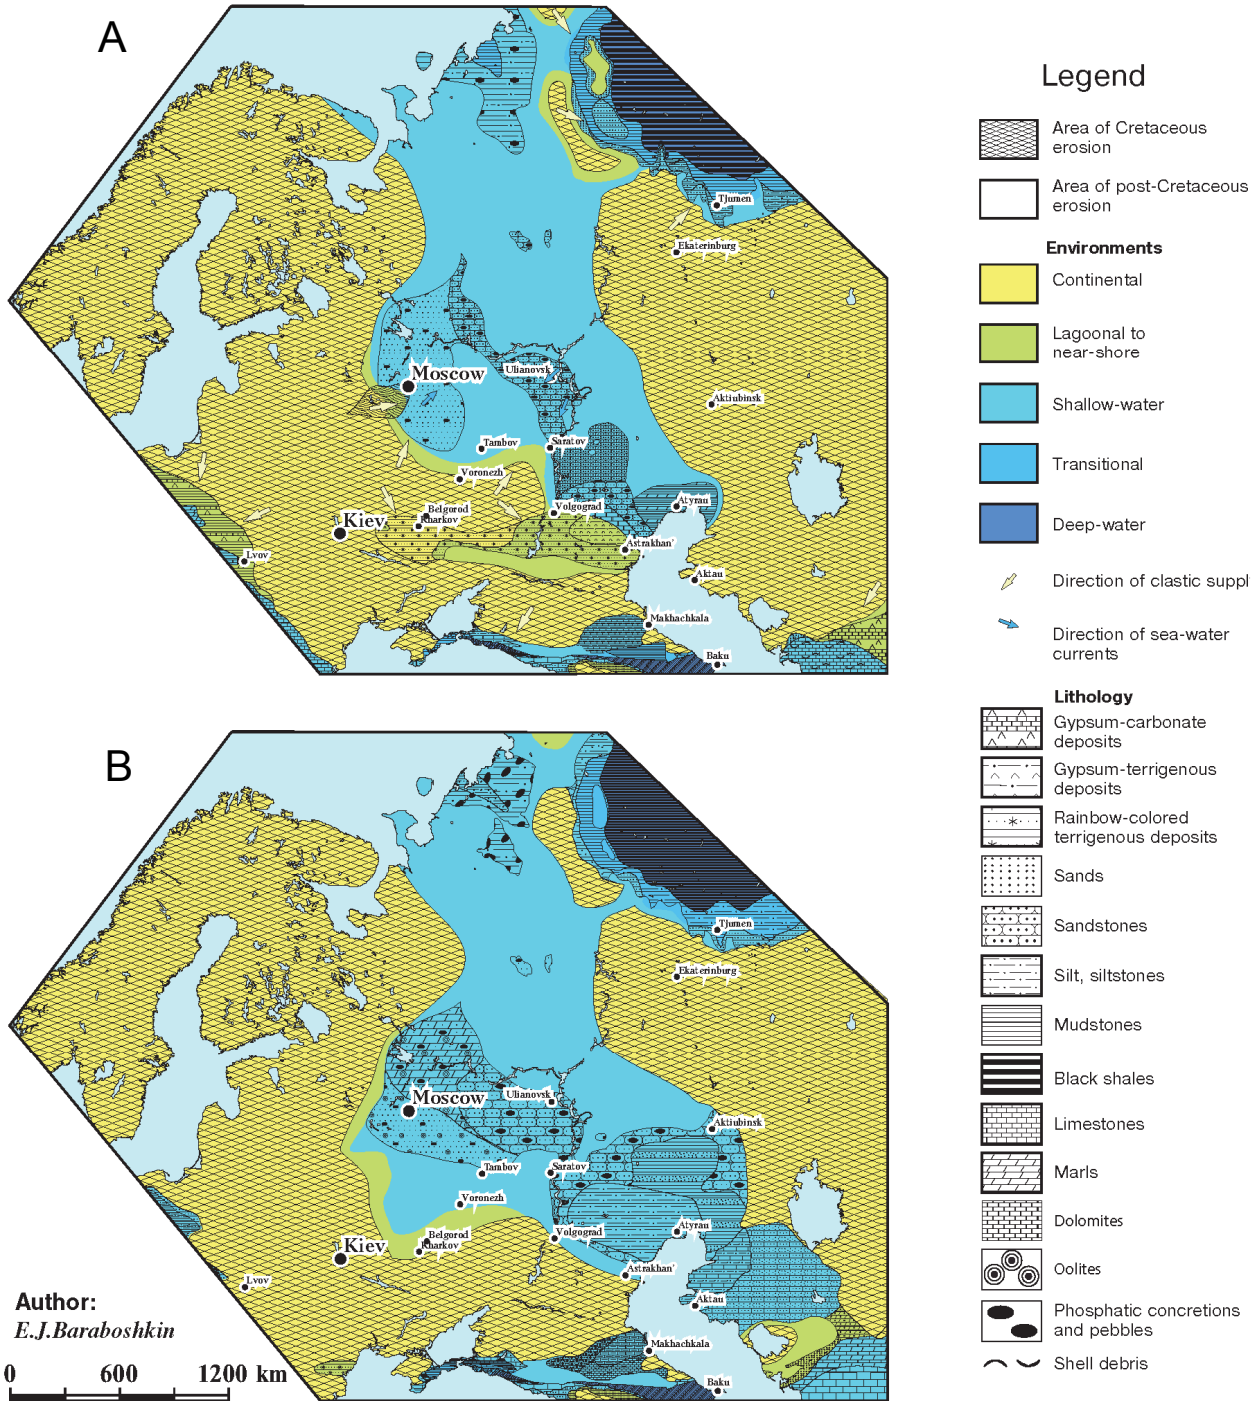 A
Tjumen
Ekaterinburg
Moscow
Ulianovsk
Aktiubinsk
Tambov
Saratov
Voronezh
Atyrau
Belgorod
Kharkov
Volgograd
Kiev
Astrakhan'
Lvov
Aktau
Makhachkala
Baku
B
Tjumen
Ekaterinburg
Moscow
Ulianovsk
Aktiubinsk
Tambov
Saratov
Voronezh
Atyrau
Belgorod
Kharkov
Volgograd
Kiev
Astrakhan'
Lvov
Aktau
Makhachkala
Baku
Author:
E.J.Baraboshkin
0 600 1200 km
Legend
Area of Cretaceous
erosion
Area of post-Cretaceous
erosion
Environments
Continental
Lagoonal to
near-shore
Shallow-water
Transitional
Deep-water
Direction of clastic suppl
Direction of sea-water
currents
Lithology
Gypsum-carbonate
deposits
Gypsum-terrigenous
deposits
Rainbow-colored
terrigenous deposits
Sands
Sandstones
Silt, siltstones
Mudstones
Black shales
Limestones
Marls
Dolomites
Oolites
Phosphatic concretions
and pebbles
Shell debris